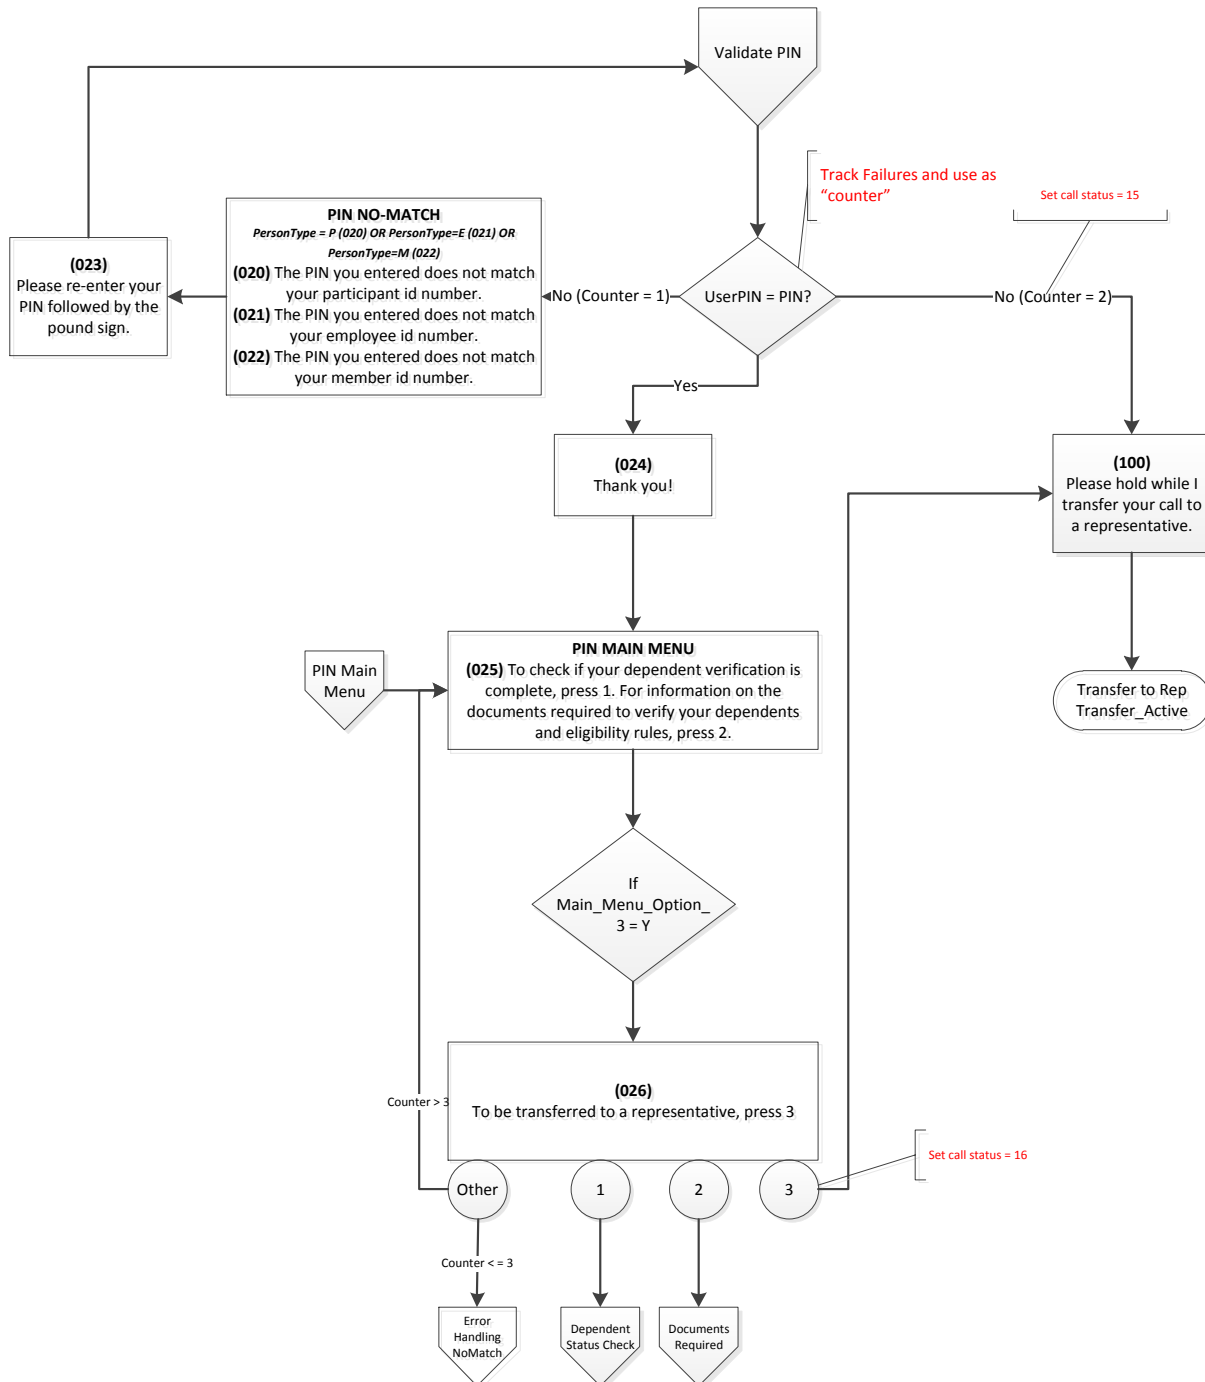 Validate PIN
Track Failures and use as
“counter”
Set call status = 15
PIN NO-MATCH
PersonType = P (020) OR PersonType=E (021) OR
PersonType=M (022)
(020) The PIN you entered does not match
your participant id number.
(021) The PIN you entered does not match
your employee id number.
(022) The PIN you entered does not match
your member id number.
(023)
Please re-enter your
PIN followed by the
pound sign.
No (Counter = 1)
UserPIN = PIN?
No (Counter = 2)
Yes
(024)
Thank you!
(100)
Please hold while I
transfer your call to
a representative.
PIN Main
Menu
PIN MAIN MENU
(025) To check if your dependent verification is
complete, press 1. For information on the
documents required to verify your dependents
and eligibility rules, press 2.
Transfer to Rep
Transfer_Active
If
Main_Menu_Option_
3 = Y
(026)
To be transferred to a representative, press 3
Counter > 3
Set call status = 16
Other
1
2
3
Counter < = 3
Error
Handling
NoMatch
Dependent
Status Check
Documents
Required